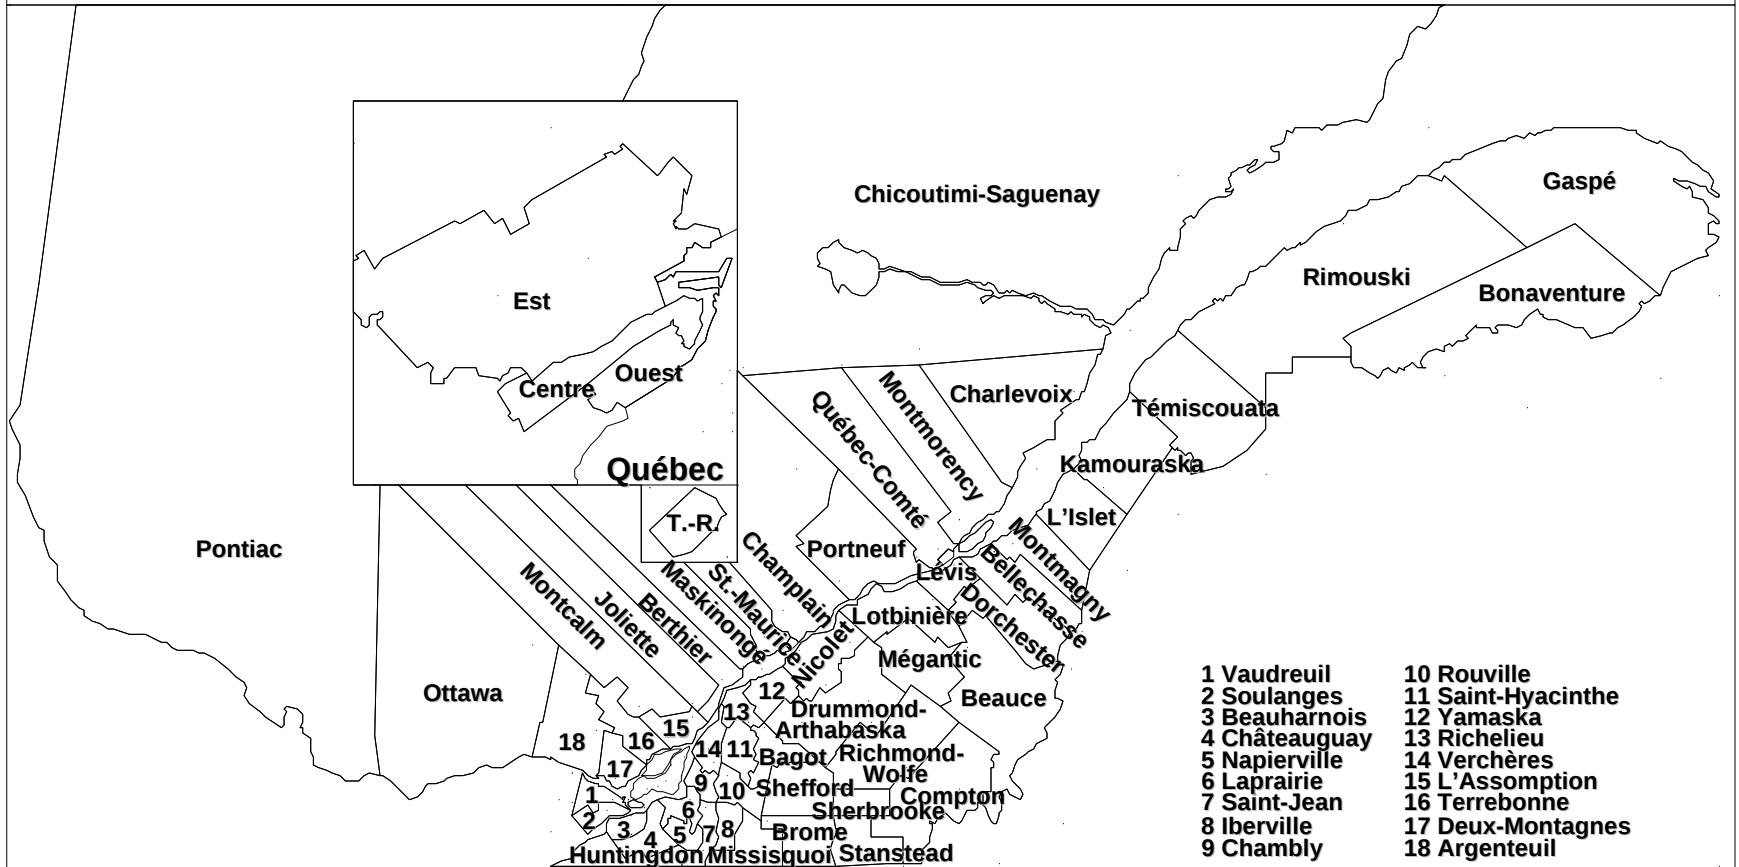 Chicoutimi-Saguenay
Gaspé
Rimouski
Bonaventure
Est
Ouest
Centre
Québec
T.-R.
Charlevoix
Montmorency
Québec-Comté
Témiscouata
Kamouraska
L'Islet
Montmagny
Bellechasse
Dorchester
Lévis
Portneuf
Champlain
St.-Maurice
Maskinongé
Berthier
Joliette
Montcalm
Pontiac
Ottawa
Lotbinière
Nicolet
Mégantic
Beauce
Drummond-
Arthabaska
Bagot
Richmond-
Wolfe
Shefford
Compton
Sherbrooke
Brome
Stanstead
Missisquoi
Huntingdon
12
13
15
16
18
17
14
11
9
10
1
2
6
3
4
5
7
8
1 Vaudreuil
2 Soulanges
3 Beauharnois
4 Châteauguay
5 Napierville
6 Laprairie
7 Saint-Jean
8 Iberville
9 Chambly
10 Rouville
11 Saint-Hyacinthe
12 Yamaska
13 Richelieu
14 Verchères
15 L'Assomption
16 Terrebonne
17 Deux-Montagnes
18 Argenteuil